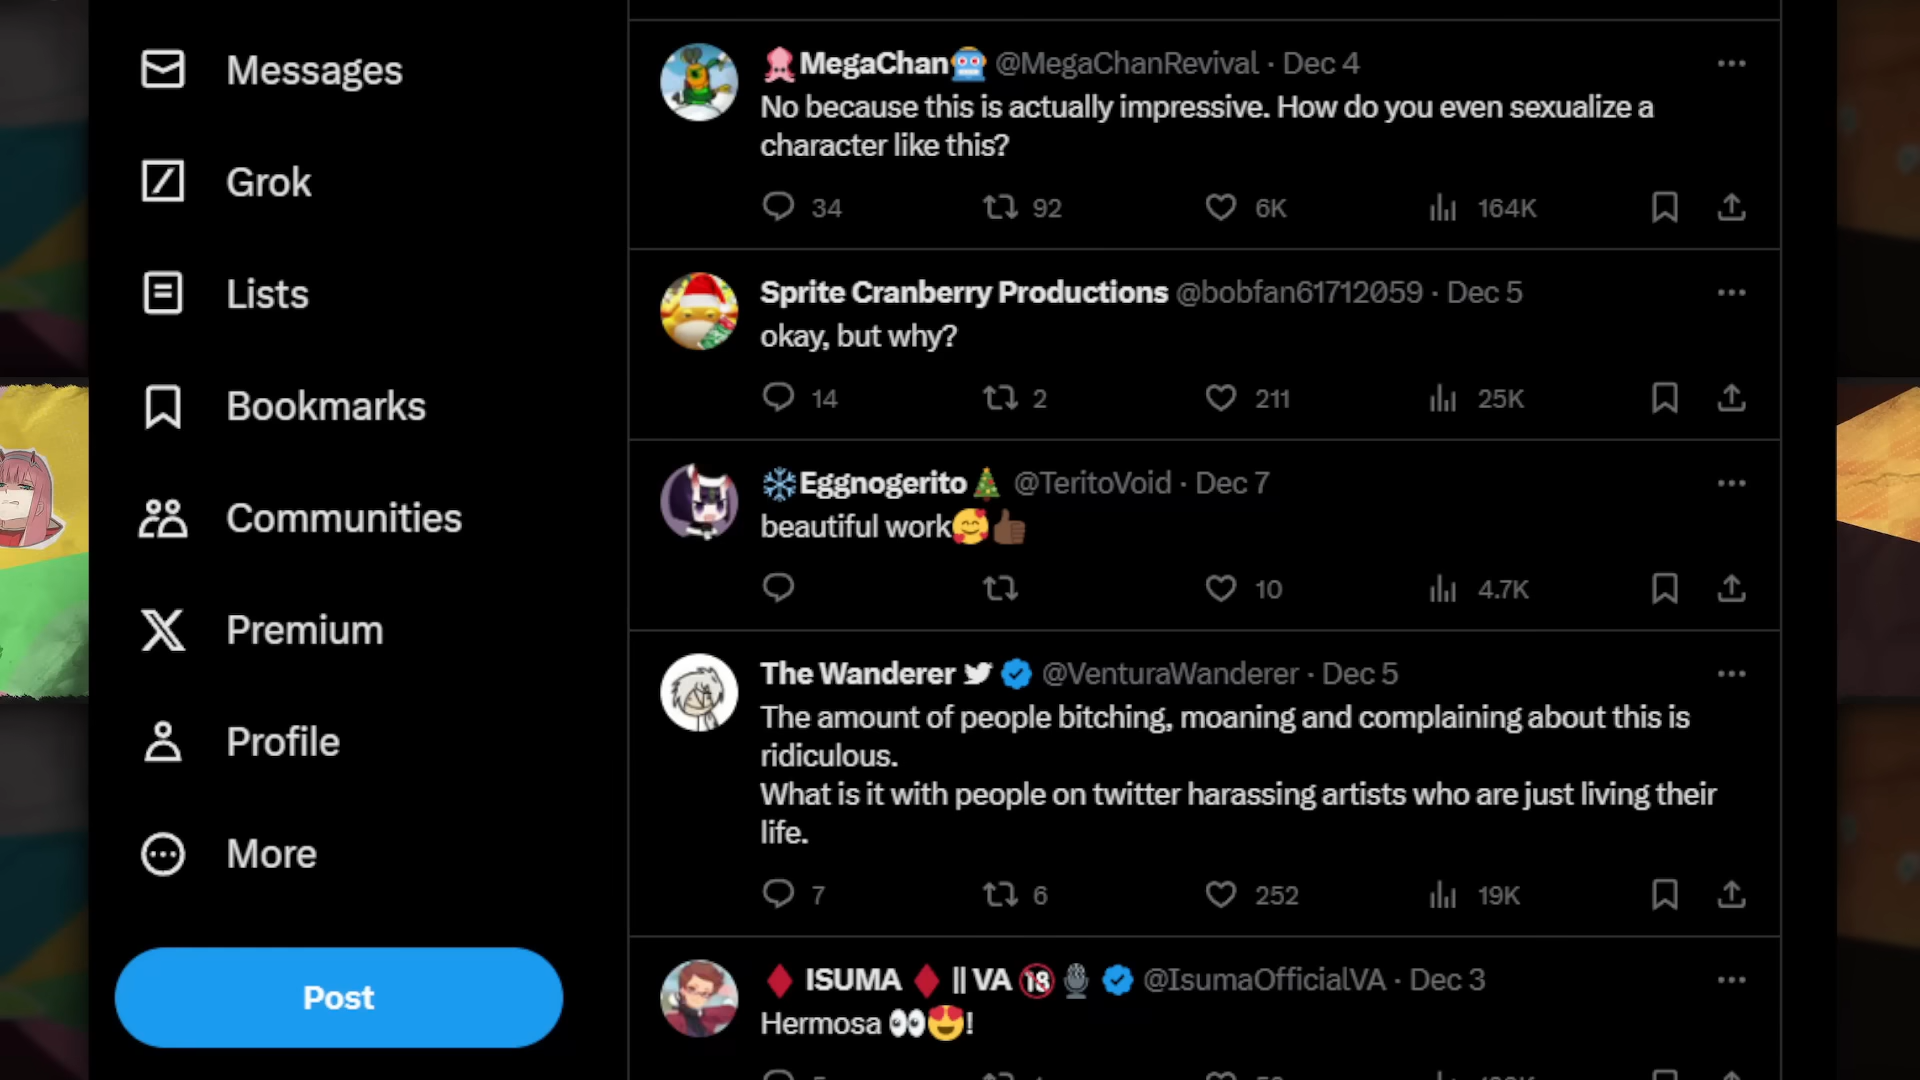 Messages
Grok
Lists
Bookmarks
Communities
Premium
Profile
More
Post
🦑MegaChan🤖 @MegaChanRevival · Dec 4
No because this is actually impressive. How do you even sexualize a
character like this?
34 92 6K 164K
Sprite Cranberry Productions @bobfan61712059 · Dec 5
okay, but why?
14 2 211 25K
❄️Eggnogerito🎄 @TeritoVoid · Dec 7
beautiful work🥰👍🏾
10 4.7K
The Wanderer @VenturaWanderer · Dec 5
The amount of people bitching, moaning and complaining about this is
ridiculous.
What is it with people on twitter harassing artists who are just living their
life.
7 6 252 19K
♦️ ISUMA ♦️ || VA 🔞🎙️ @IsumaOfficialVA · Dec 3
Hermosa 👀😍!